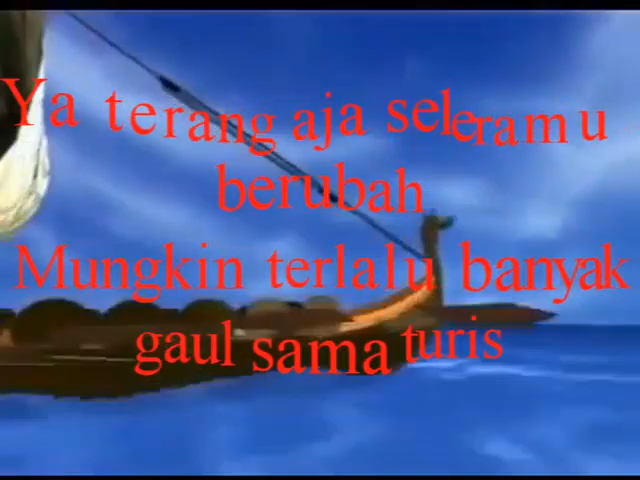 Ya terang aja seleramu
berubah
Mungkin terlalu banyak
gaul sama turis